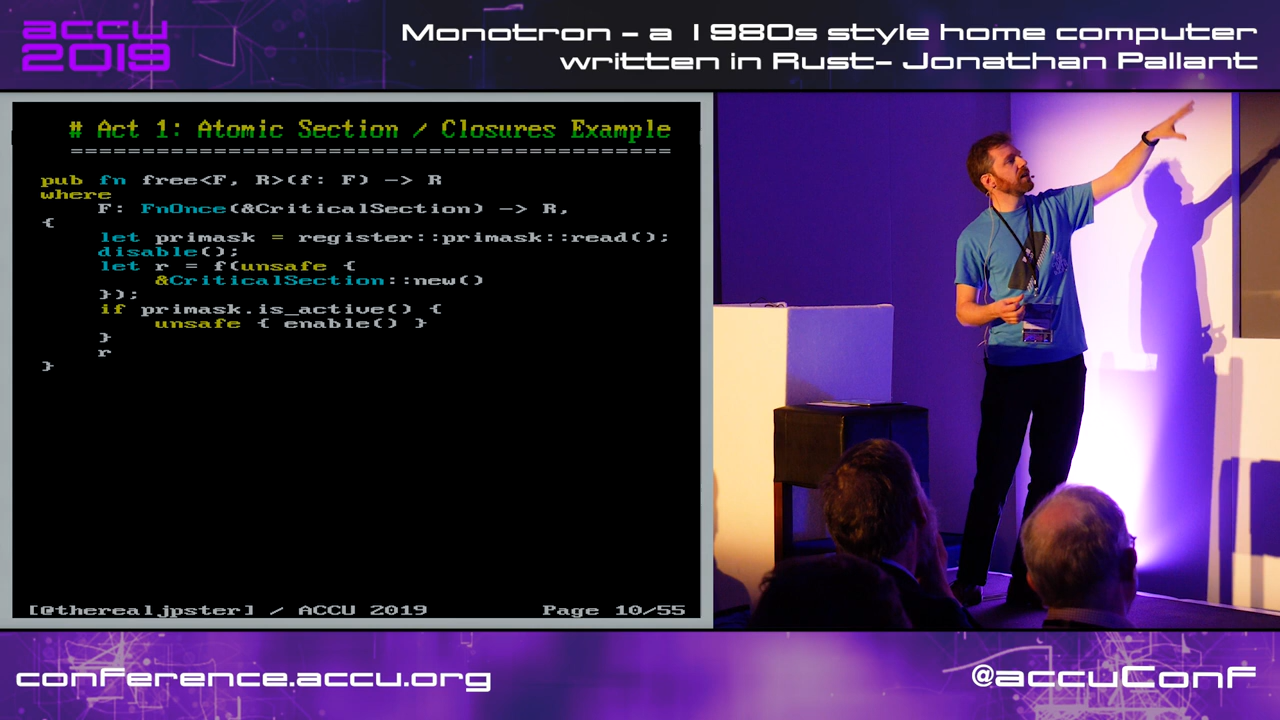 accu
2019
Monotron - a 1980s style home computer
written in Rust- Jonathan Pallant
# Act 1: Atomic Section / Closures Example
==========================================
pub fn free<F, R>(f: F) -> R
where
    F: FnOnce(&CriticalSection) -> R,
{
    let primask = register::primask::read();
    disable();
    let r = f(unsafe {
        &CriticalSection::new()
    });
    if primask.is_active() {
        unsafe { enable() }
    }
    r
}
[@therealjpster] / ACCU 2019 Page 10/55
conference.accu.org
@accuConf